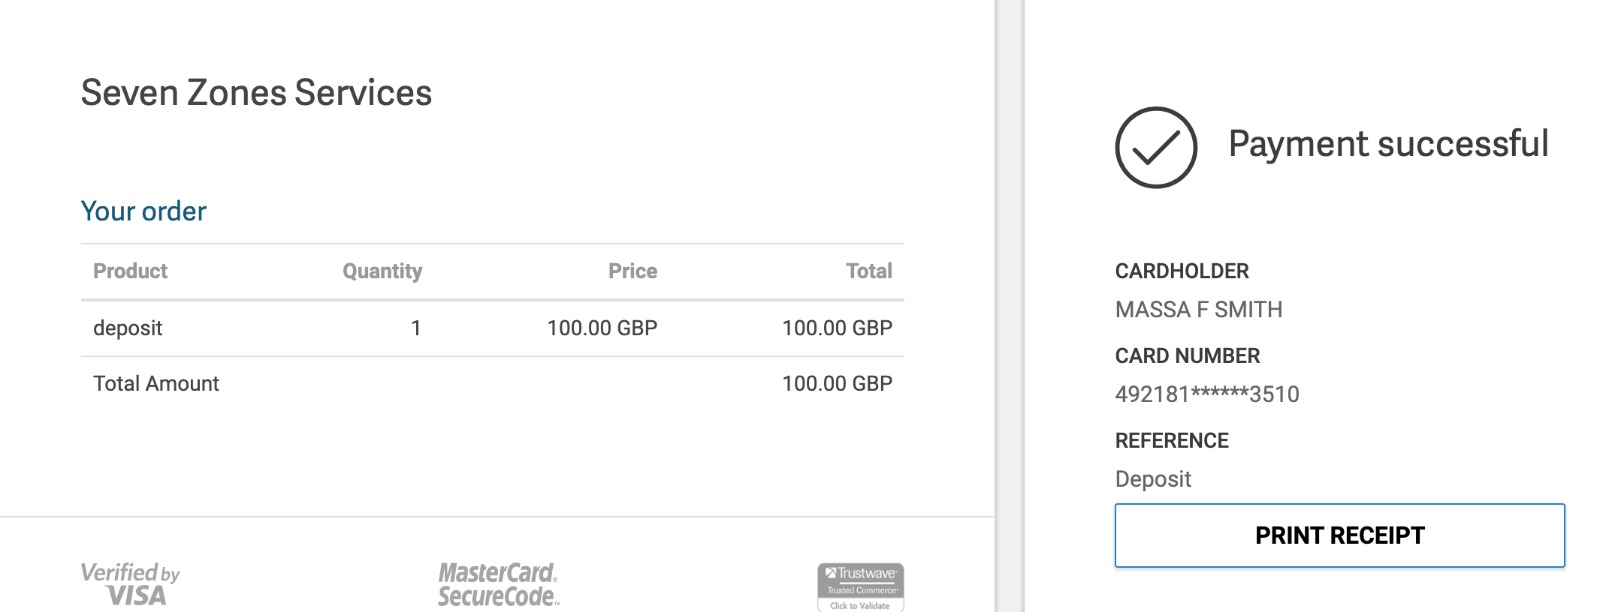 Seven Zones Services
Your order
Product Quantity Price Total
deposit 1 100.00 GBP 100.00 GBP
Total Amount 100.00 GBP
Verified by
VISA
MasterCard.
SecureCode™
Trustwave®
Trusted Commerce™
Click to Validate
Payment successful
CARDHOLDER
MASSA F SMITH
CARD NUMBER
492181******3510
REFERENCE
Deposit
PRINT RECEIPT